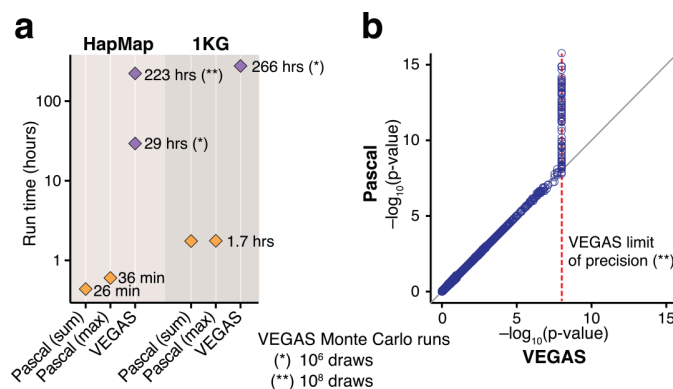 a
HapMap 1KG
Run time (hours)
100
10
1
223 hrs (**)
266 hrs (*)
29 hrs (*)
1.7 hrs
36 min
26 min
Pascal (sum)
Pascal (max)
VEGAS
Pascal (sum)
Pascal (max)
VEGAS
VEGAS Monte Carlo runs
(*) 10⁶ draws
(**) 10⁸ draws
b
Pascal
−log₁₀(p-value)
15
10
5
0
VEGAS limit
of precision (**)
0 5 10 15
−log₁₀(p-value)
VEGAS